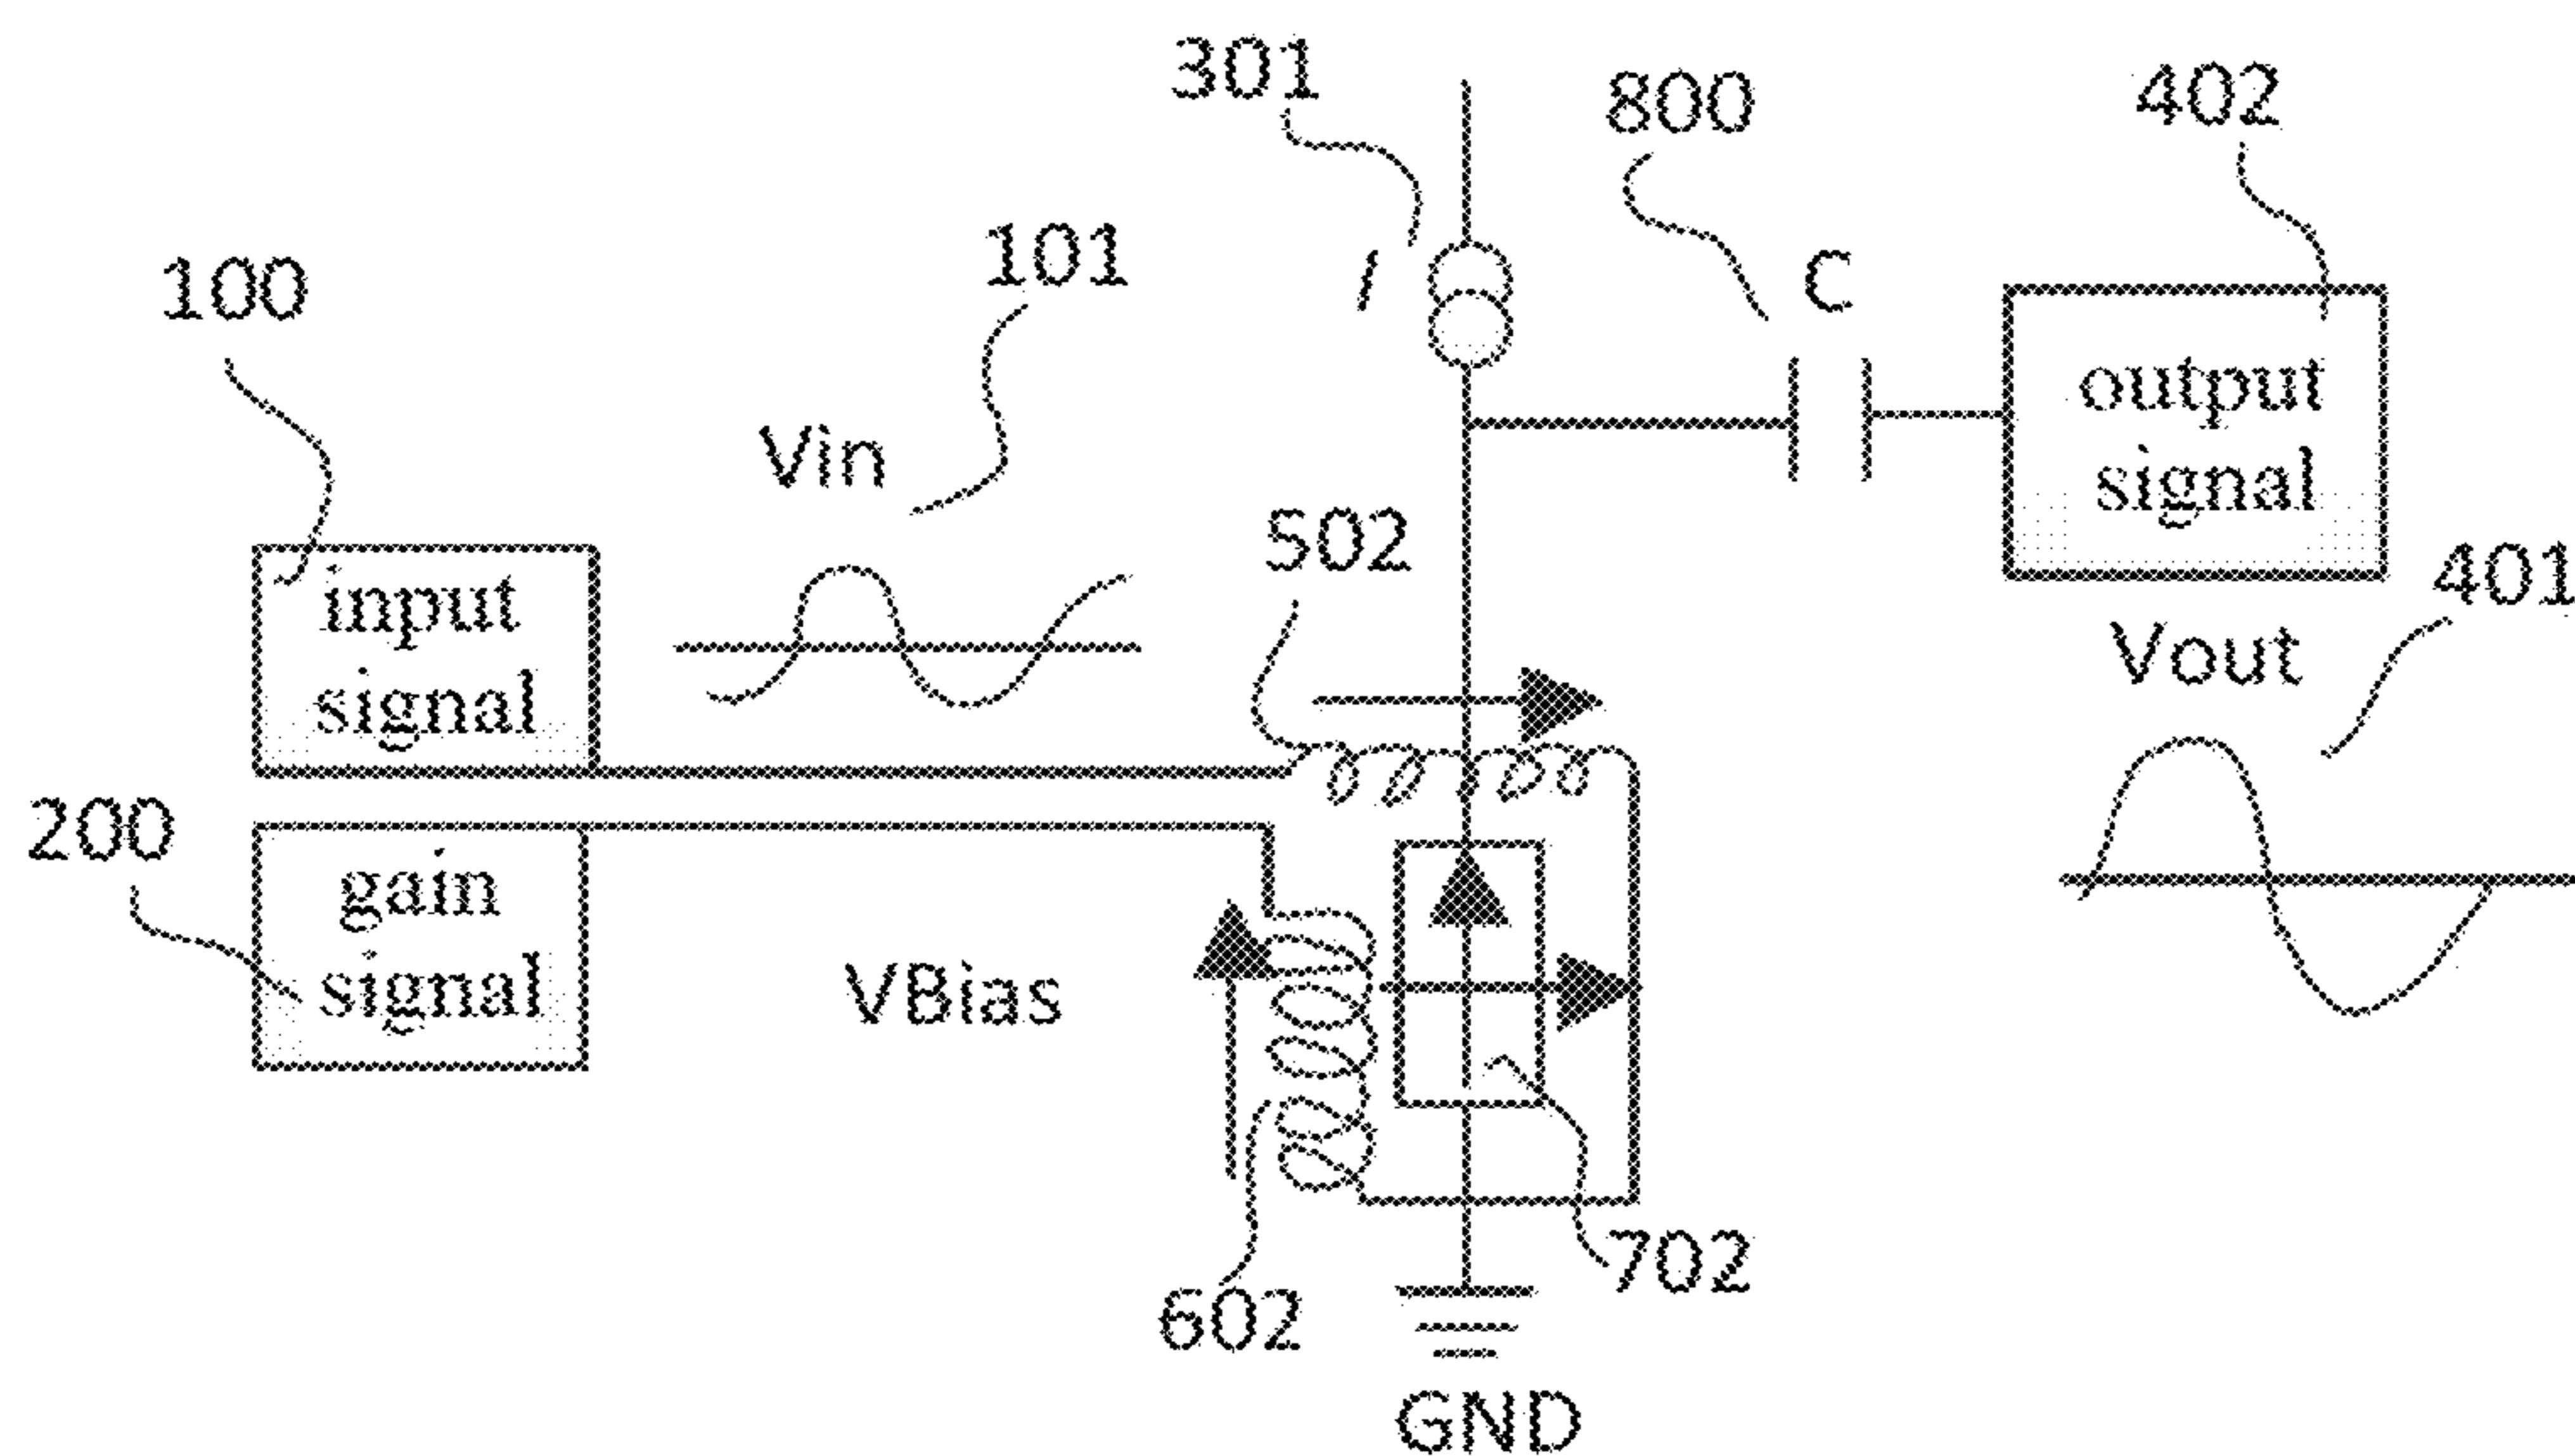 301
800
402
101
100
I
C
Vin
output
signal
502
401
input
signal
Vout
200
gain
signal
VBias
702
602
GND